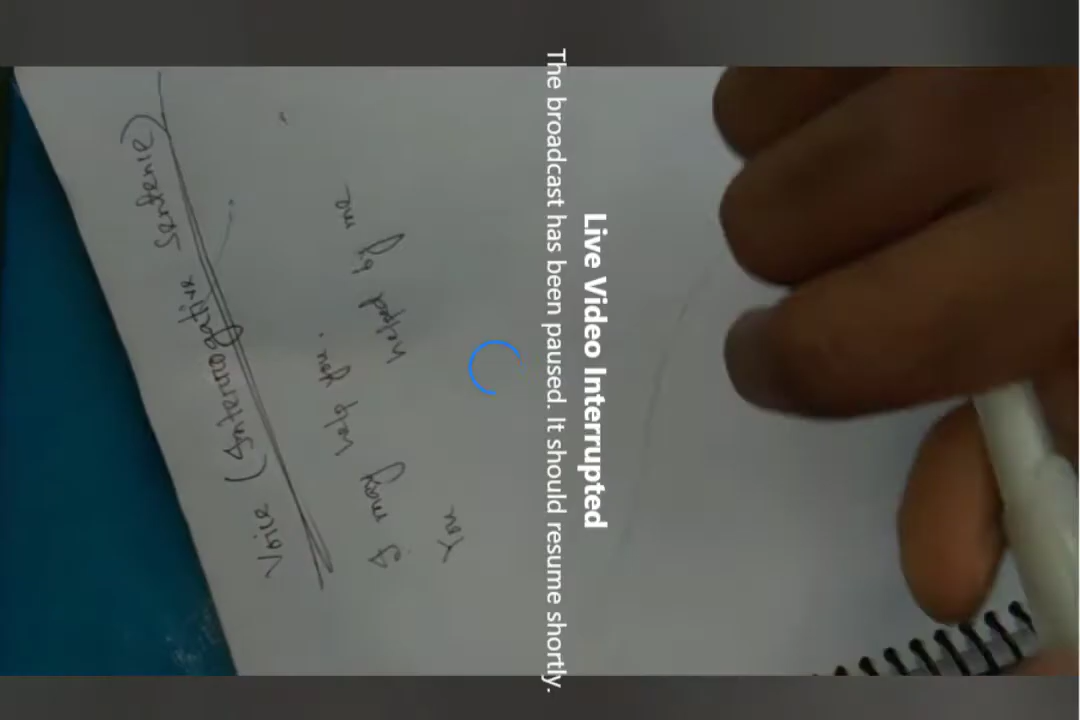 Voice (Interrogative Sentence)
I may help you.
You helped by me
Live Video Interrupted
The broadcast has been paused. It should resume shortly.